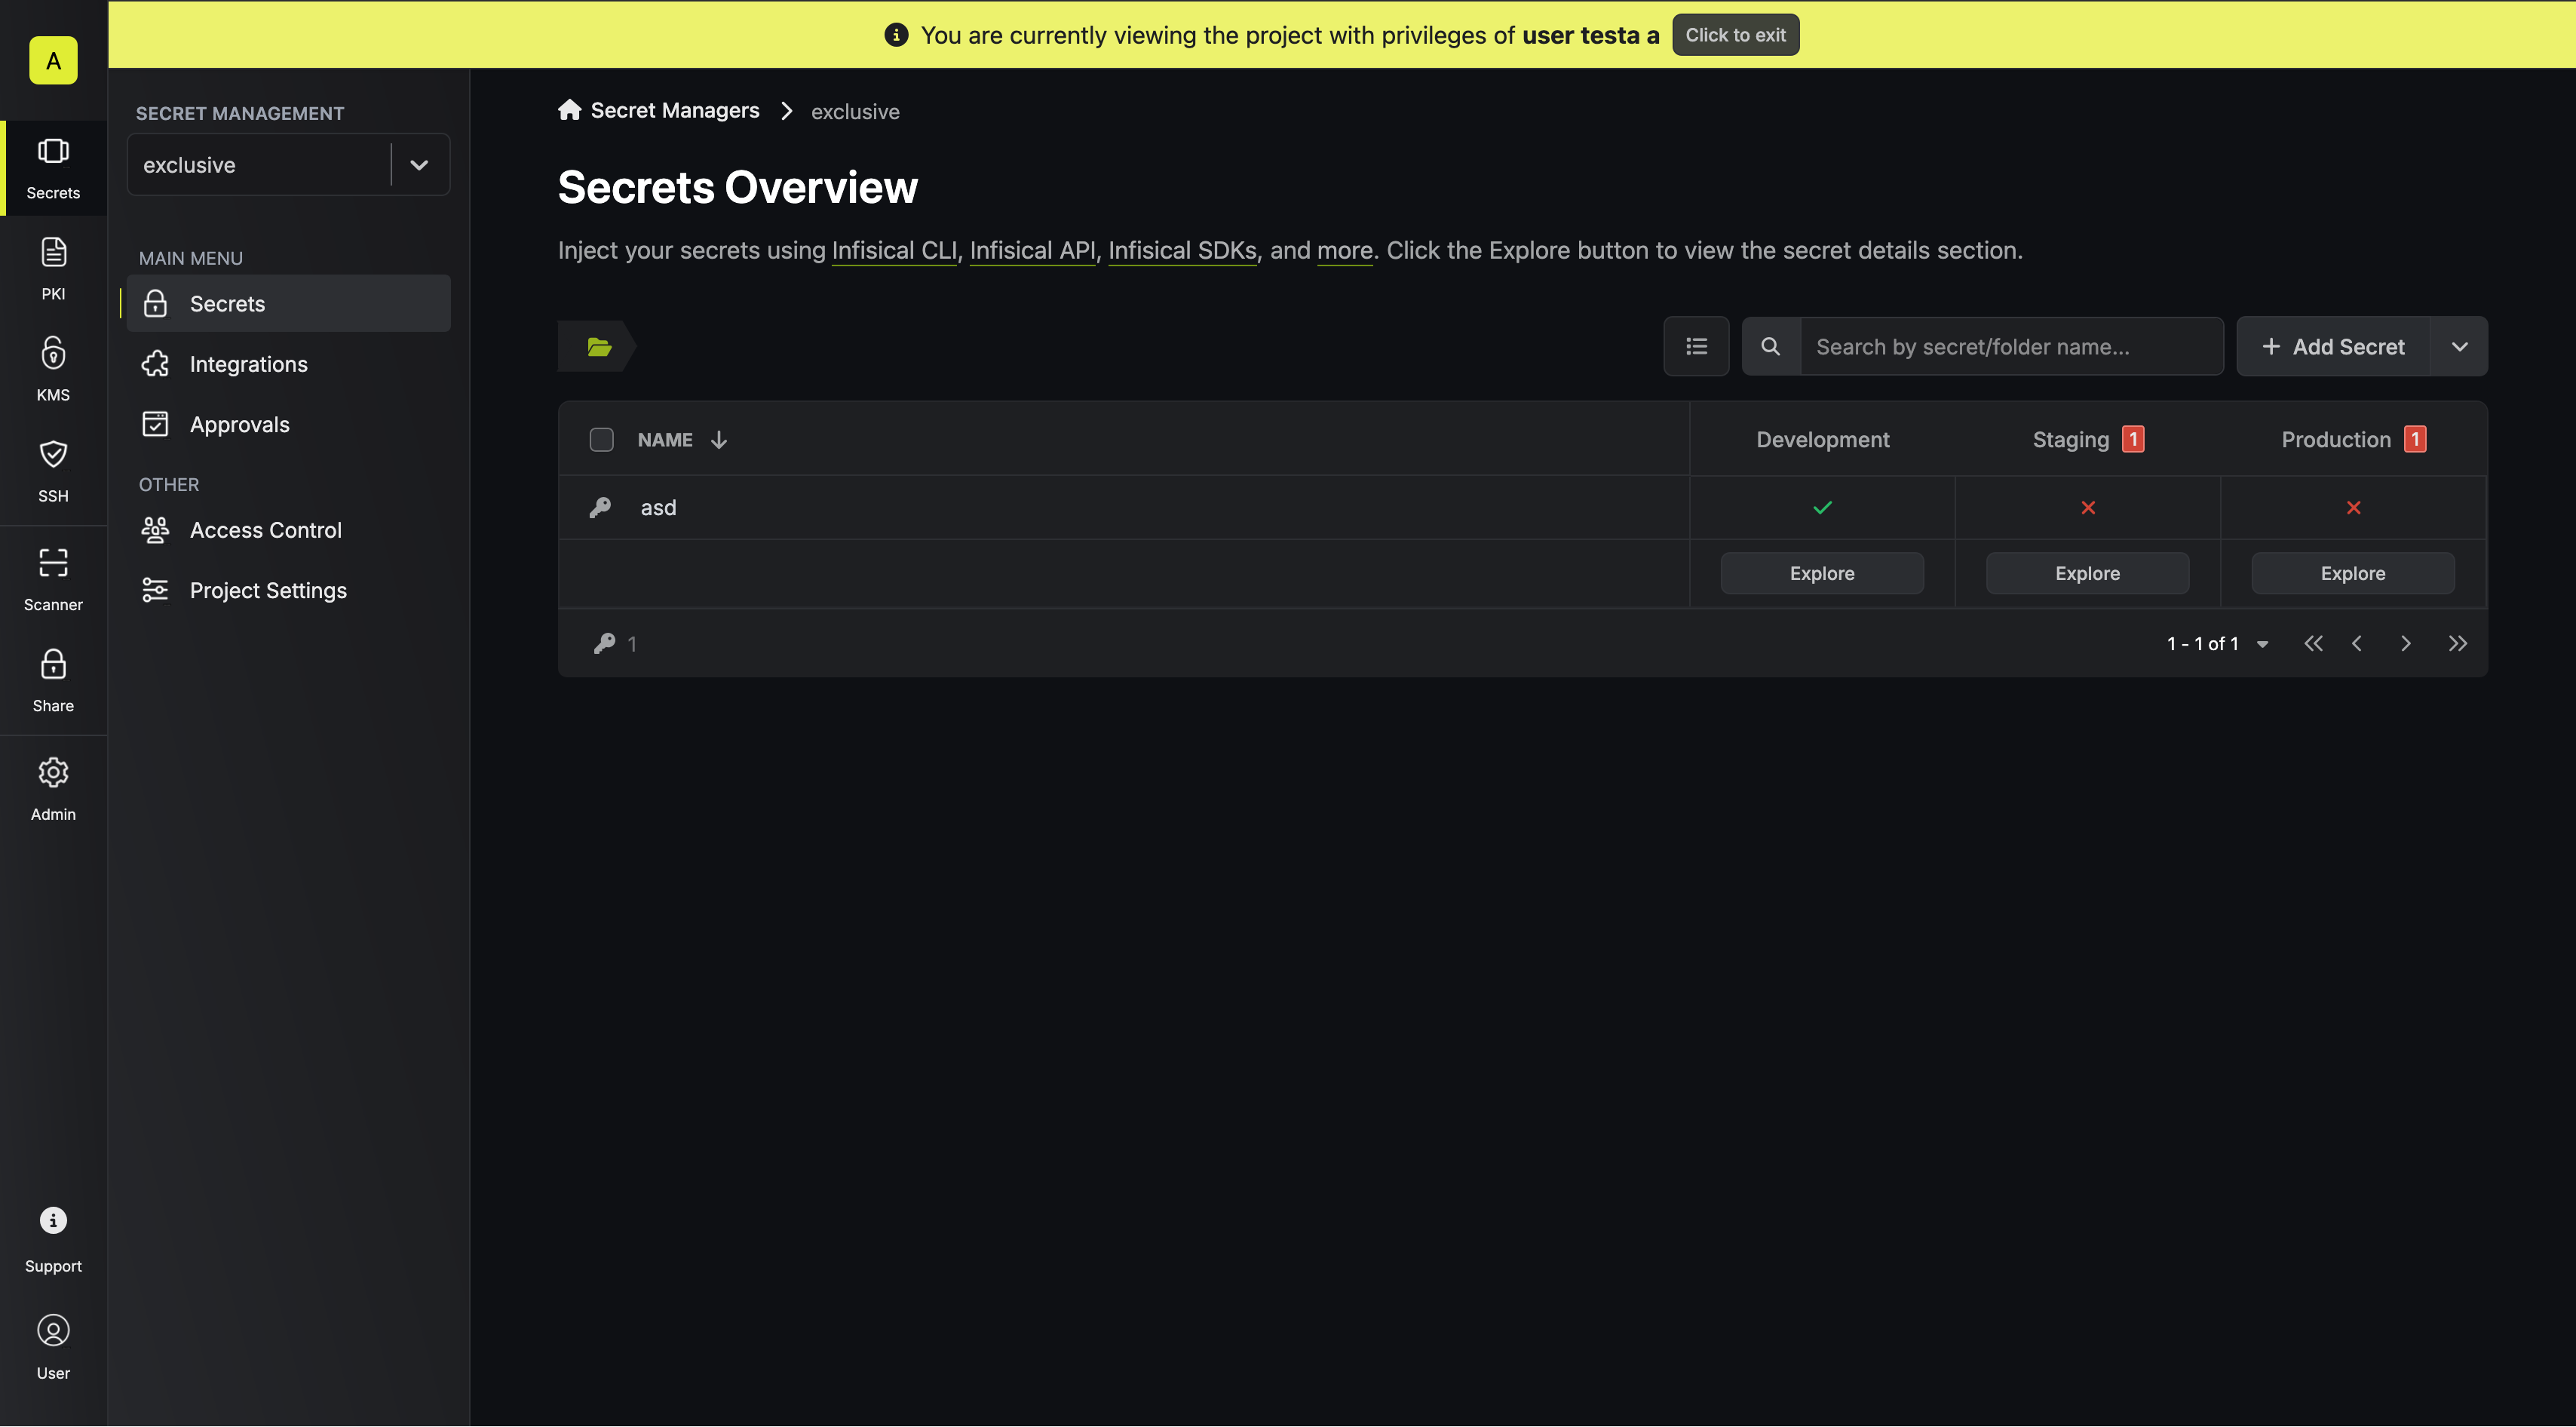 You are currently viewing the project with privileges of user testa a Click to exit
A
Secrets
PKI
KMS
SSH
Scanner
Share
Admin
Support
User
SECRET MANAGEMENT
exclusive
MAIN MENU
Secrets
Integrations
Approvals
OTHER
Access Control
Project Settings
Secret Managers exclusive
Secrets Overview
Inject your secrets using Infisical CLI, Infisical API, Infisical SDKs, and more. Click the Explore button to view the secret details section.
Search by secret/folder name... Add Secret
NAME Development Staging 1 Production 1
asd
Explore Explore Explore
1 1 - 1 of 1